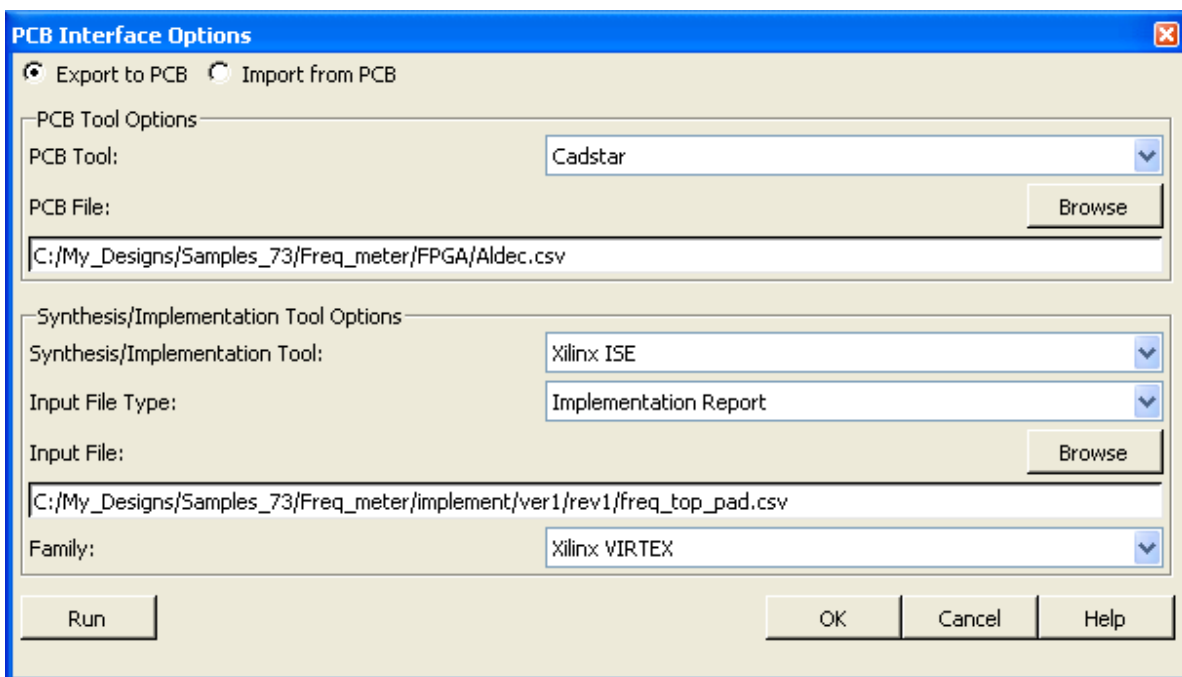 PCB Interface Options
Export to PCB Import from PCB
PCB Tool Options
PCB Tool: Cadstar
PCB File: Browse
C:/My_Designs/Samples_73/Freq_meter/FPGA/Aldec.csv
Synthesis/Implementation Tool Options
Synthesis/Implementation Tool: Xilinx ISE
Input File Type: Implementation Report
Input File: Browse
C:/My_Designs/Samples_73/Freq_meter/implement/ver1/rev1/freq_top_pad.csv
Family: Xilinx VIRTEX
Run OK Cancel Help